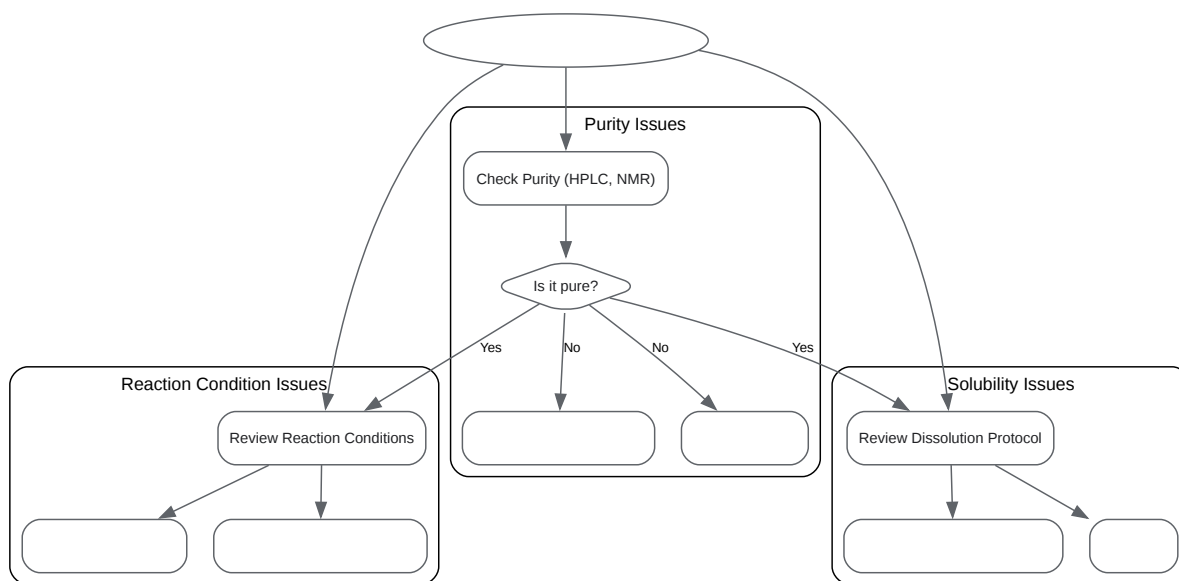 Purity Issues
Check Purity (HPLC, NMR)
Is it pure?
Yes
No
No
Yes
Reaction Condition Issues
Solubility Issues
Review Reaction Conditions
Review Dissolution Protocol